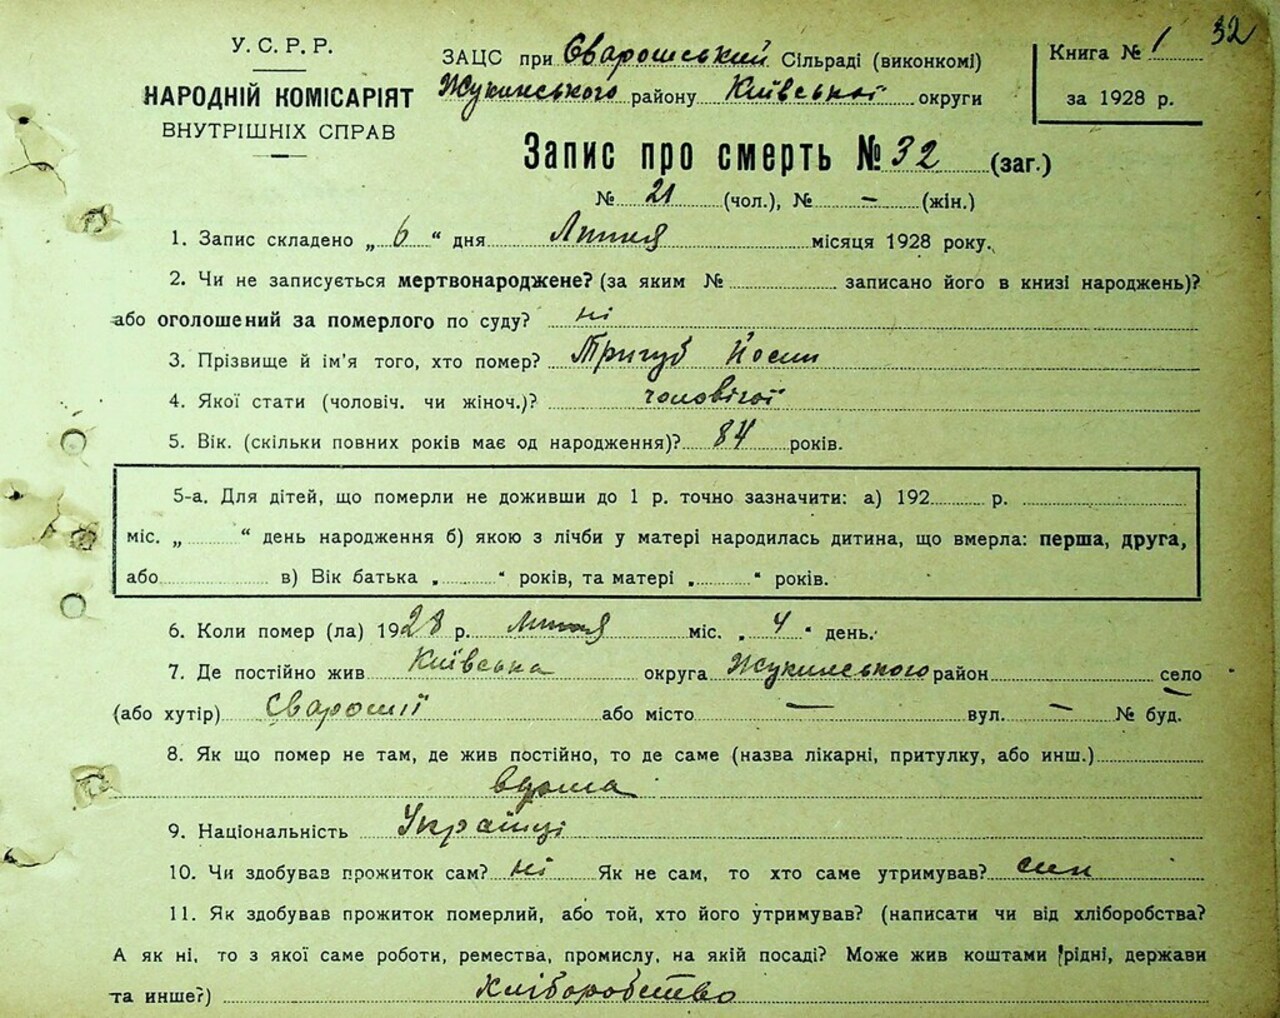 32
У. С. Р. Р.
НАРОДНІЙ КОМІСАРІЯТ
ВНУТРІШНІХ СПРАВ
ЗАЦС при Сварошський Сільраді (виконкомі)
Жукинського району Київської округи
Книга № 1
за 1928 р.
Запис про смерть № 32 (заг.)
№ 21 (чол.), № – (жін.)
1. Запис складено „ 6 “ дня Липня місяця 1928 року.
2. Чи не записується мертвонароджене? (за яким № записано його в книзі народжень)?
або оголошений за померлого по суду? ні
3. Прізвище й ім'я того, хто помер? Тригуб Йосип
4. Якої стати (чоловіч. чи жіноч.)? чоловічої
5. Вік. (скільки повних років має од народження)? 84 років.
5-а. Для дітей, що померли не доживши до 1 р. точно зазначити: а) 192 р.
міс. „ “ день народження б) якою з лічби у матері народилась дитина, що вмерла: перша, друга,
або в) Вік батька „ “ років, та матері „ “ років.
6. Коли помер (ла) 1928 р. Липня міс. „ 4 “ день.
7. Де постійно жив Київська округа Жукинського район село
(або хутір) Сварошії або місто – вул. – № буд.
8. Як що помер не там, де жив постійно, то де саме (назва лікарні, притулку, або инш.)
вдома
9. Національність Українці
10. Чи здобував прожиток сам? ні Як не сам, то хто саме утримував? син
11. Як здобував прожиток померлий, або той, хто його утримував? (написати чи від хліборобства?
А як ні, то з якої саме роботи, ремества, промислу, на якій посаді? Може жив коштами рідні, держави
та инше?) Хліборобство